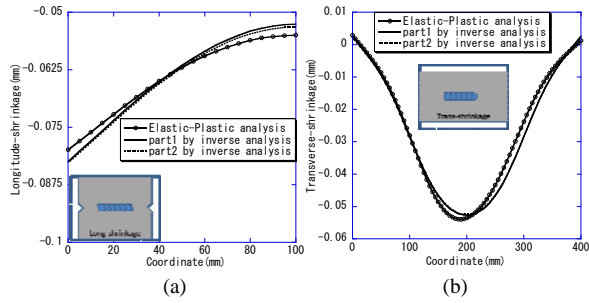 -0.05
-0.0625
-0.075
-0.0875
-0.1
Longitude-shrinkage(mm)
Elastic-Plastic analysis
part1 by inverse analysis
part2 by inverse analysis
Long shrinkage
0 20 40 60 80 100
Coordinate(mm)
(a)
0.01
0
-0.01
-0.02
-0.03
-0.04
-0.05
-0.06
Transverse-shrinkage(mm)
Elastic-Plastic analysis
part1 by inverse analysis
part2 by inverse analysis
Trans-shrinkage
0 100 200 300 400
Coordinate(mm)
(b)